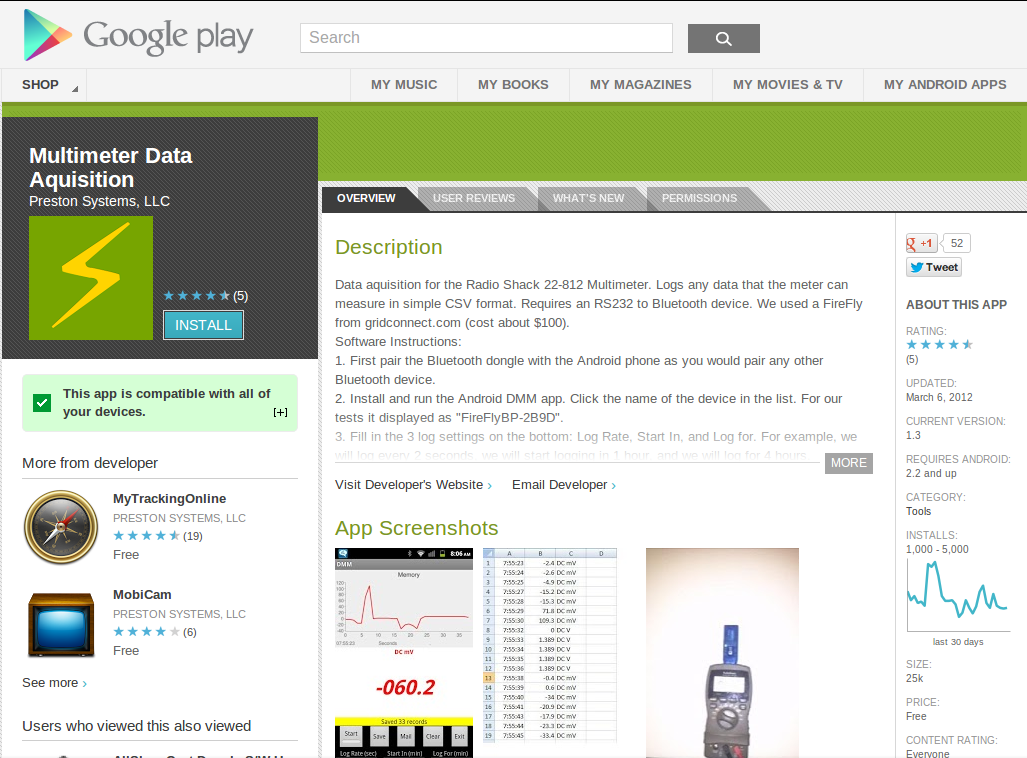 Google play
Search
SHOP
MY MUSIC
MY BOOKS
MY MAGAZINES
MY MOVIES & TV
MY ANDROID APPS
Multimeter Data
Aquisition
Preston Systems, LLC
(5)
INSTALL
This app is compatible with all of
your devices.
[+]
More from developer
MyTrackingOnline
PRESTON SYSTEMS, LLC
(19)
Free
MobiCam
PRESTON SYSTEMS, LLC
(6)
Free
See more ›
Users who viewed this also viewed
OVERVIEW
USER REVIEWS
WHAT'S NEW
PERMISSIONS
Description
Data aquisition for the Radio Shack 22-812 Multimeter. Logs any data that the meter can
measure in simple CSV format. Requires an RS232 to Bluetooth device. We used a FireFly
from gridconnect.com (cost about $100).
Software Instructions:
1. First pair the Bluetooth dongle with the Android phone as you would pair any other
Bluetooth device.
2. Install and run the Android DMM app. Click the name of the device in the list. For our
tests it displayed as "FireFlyBP-2B9D".
3. Fill in the 3 log settings on the bottom: Log Rate, Start In, and Log for. For example, we
will log every 2 seconds, we will start logging in 1 hour, and we will log for 4 hours.
MORE
Visit Developer's Website ›
Email Developer ›
App Screenshots
8:06 AM
DMM
Memory
120
100
80
60
40
20
0
-20
-40
0 5 10 15 20 25 30 35
07:55:23 Seconds
DC mV
-060.2
Saved 33 records
Start
Save
Mail
Clear
Exit
Log Rate (sec) Start In (min) Log For (min)
A B C D
1 7:55:23 -2.4 DC mV
2 7:55:24 -2.6 DC mV
3 7:55:25 -4.9 DC mV
4 7:55:27 -15.2 DC mV
5 7:55:28 -15.3 DC mV
6 7:55:29 71.8 DC mV
7 7:55:30 109.3 DC mV
8 7:55:32 0 DC V
9 7:55:33 1.389 DC V
10 7:55:34 1.389 DC V
11 7:55:35 1.389 DC V
12 7:55:36 1.389 DC V
13 7:55:38 -0.4 DC mV
14 7:55:39 0.6 DC mV
15 7:55:40 -34 DC mV
16 7:55:41 -20.9 DC mV
17 7:55:43 -17.9 DC mV
18 7:55:44 -23.3 DC mV
19 7:55:45 -33.4 DC mV
g +1
52
Tweet
ABOUT THIS APP
RATING:
(5)
UPDATED:
March 6, 2012
CURRENT VERSION:
1.3
REQUIRES ANDROID:
2.2 and up
CATEGORY:
Tools
INSTALLS:
1,000 - 5,000
last 30 days
SIZE:
25k
PRICE:
Free
CONTENT RATING:
Everyone